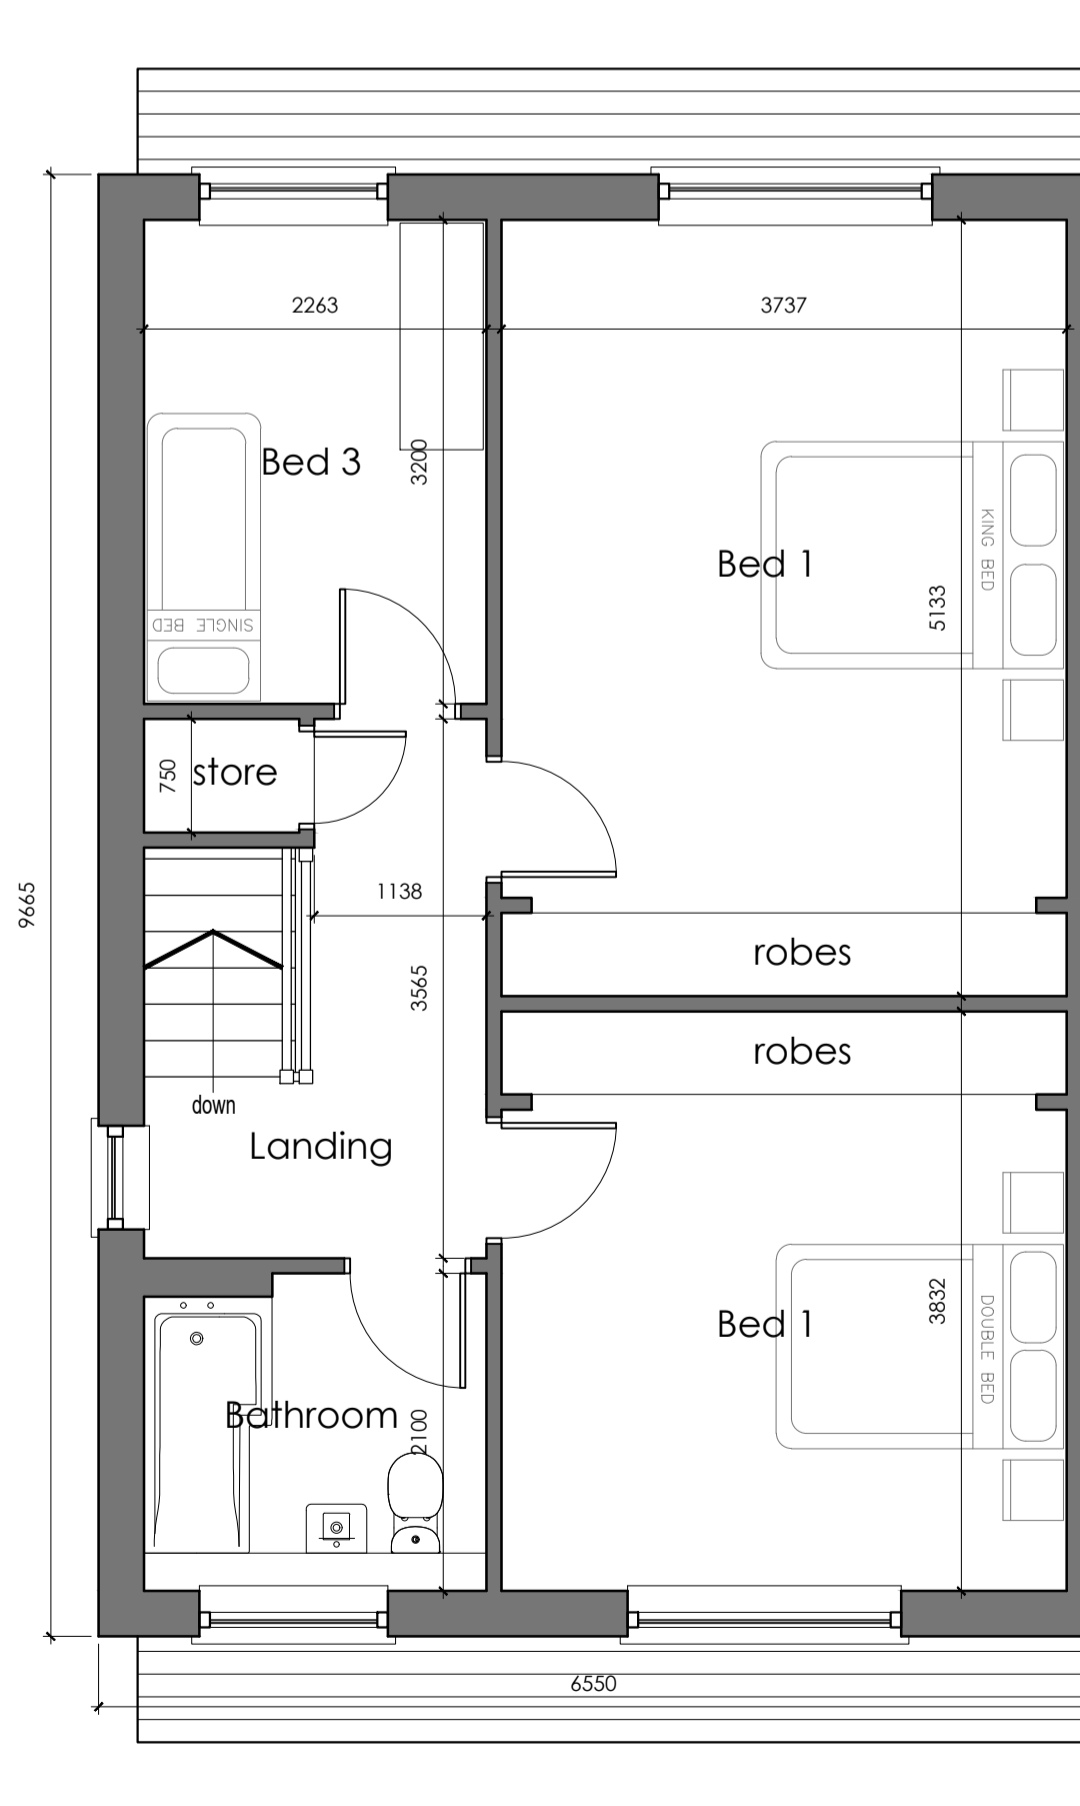 2263
3737
Bed 3
3200
KING BED
Bed 1
5133
SINGLE BED
750
store
9665
1138
robes
3565
robes
down
Landing
Bed 1
3832
DOUBLE BED
Bathroom
2100
6550